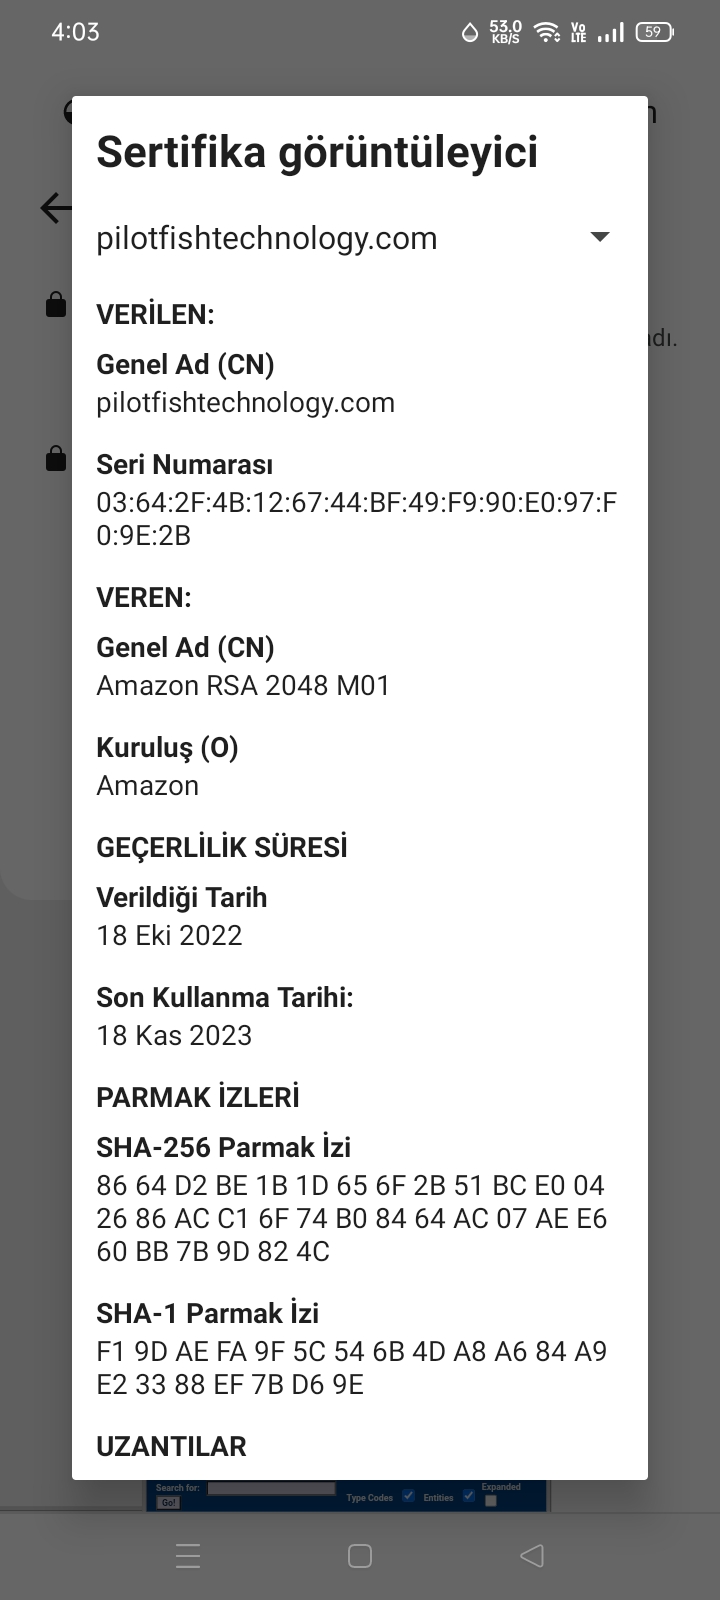 4:03
53.0
KB/S
Vo
LTE
59
Sertifika görüntüleyici
pilotfishtechnology.com
VERİLEN:
adı.
Genel Ad (CN)
pilotfishtechnology.com
Seri Numarası
03:64:2F:4B:12:67:44:BF:49:F9:90:E0:97:F
0:9E:2B
VEREN:
Genel Ad (CN)
Amazon RSA 2048 M01
Kuruluş (O)
Amazon
GEÇERLİLİK SÜRESİ
Verildiği Tarih
18 Eki 2022
Son Kullanma Tarihi:
18 Kas 2023
PARMAK İZLERİ
SHA-256 Parmak İzi
86 64 D2 BE 1B 1D 65 6F 2B 51 BC E0 04
26 86 AC C1 6F 74 B0 84 64 AC 07 AE E6
60 BB 7B 9D 82 4C
SHA-1 Parmak İzi
F1 9D AE FA 9F 5C 54 6B 4D A8 A6 84 A9
E2 33 88 EF 7B D6 9E
UZANTILAR
Search for:
Go!
Type Codes
Entities
Expanded